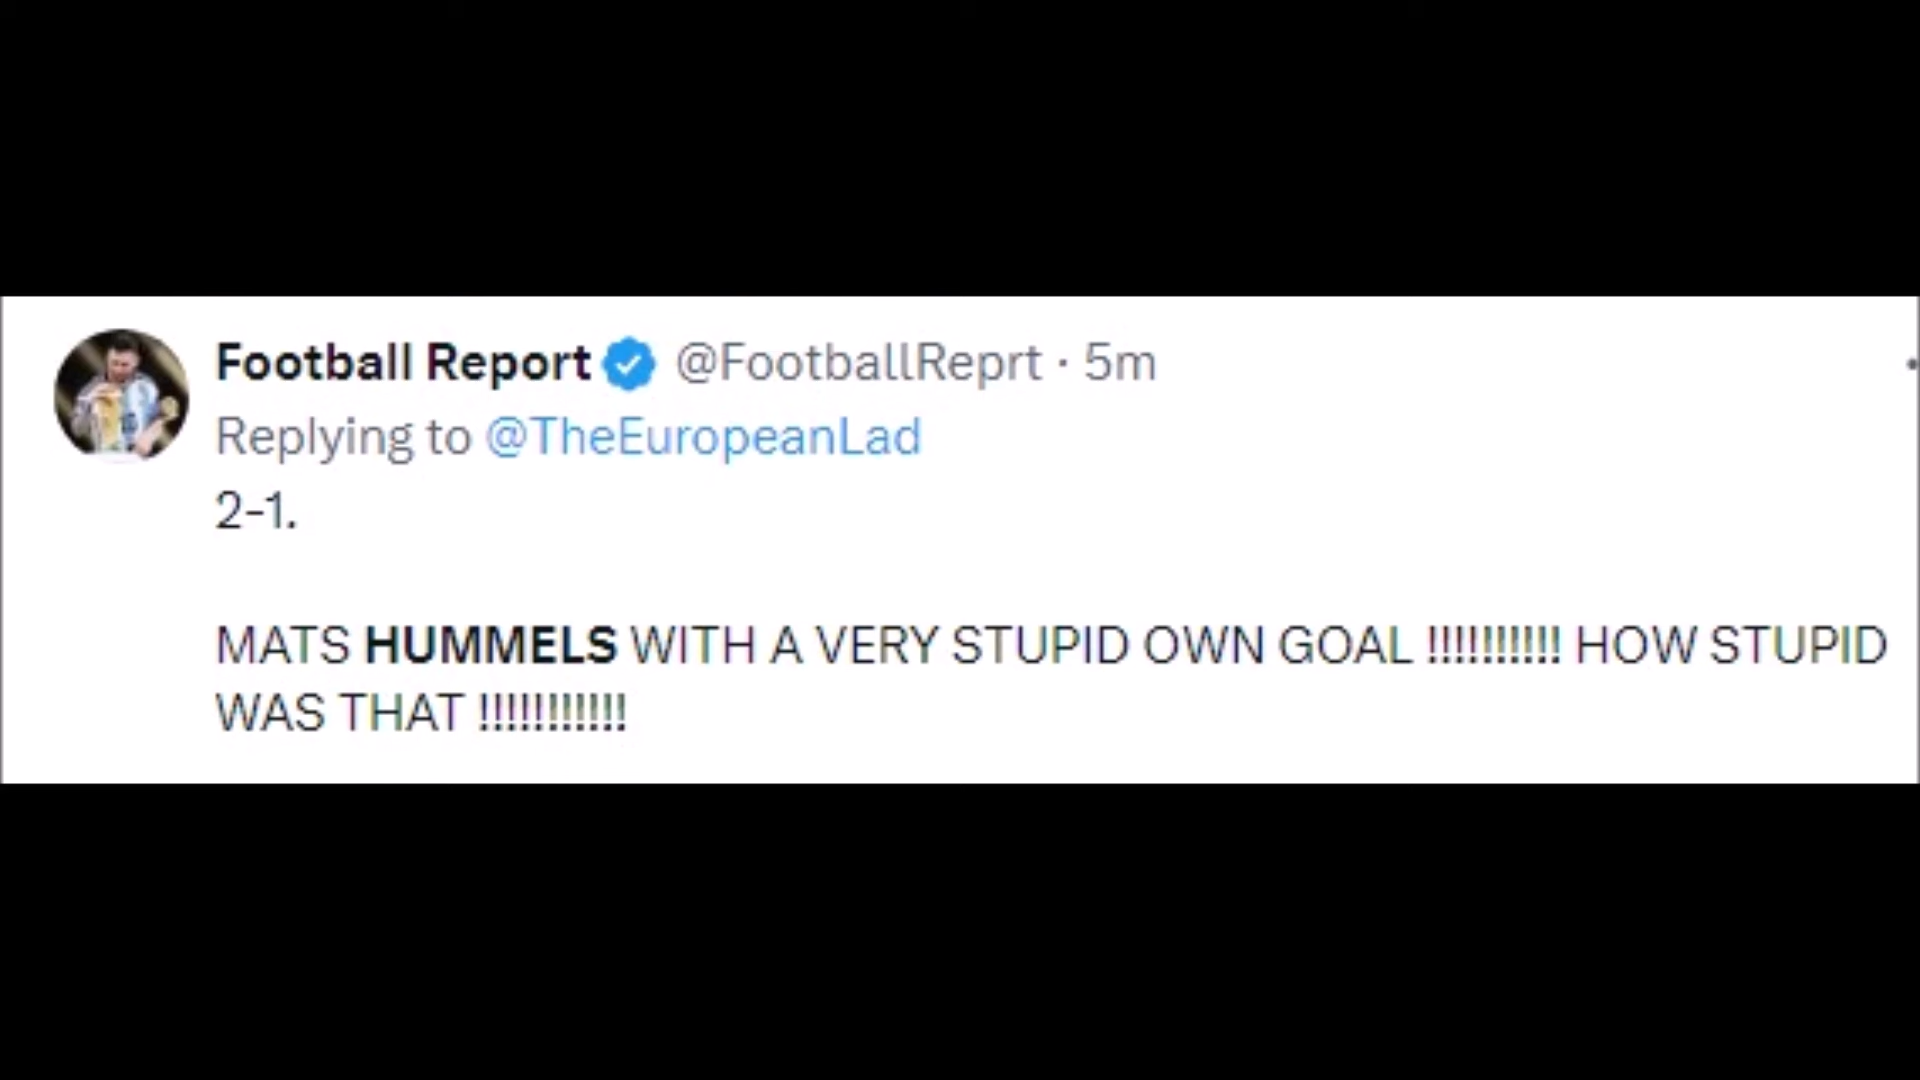 Football Report @FootballReprt · 5m
Replying to @TheEuropeanLad
2-1.
MATS HUMMELS WITH A VERY STUPID OWN GOAL !!!!!!!!!! HOW STUPID
WAS THAT !!!!!!!!!!!